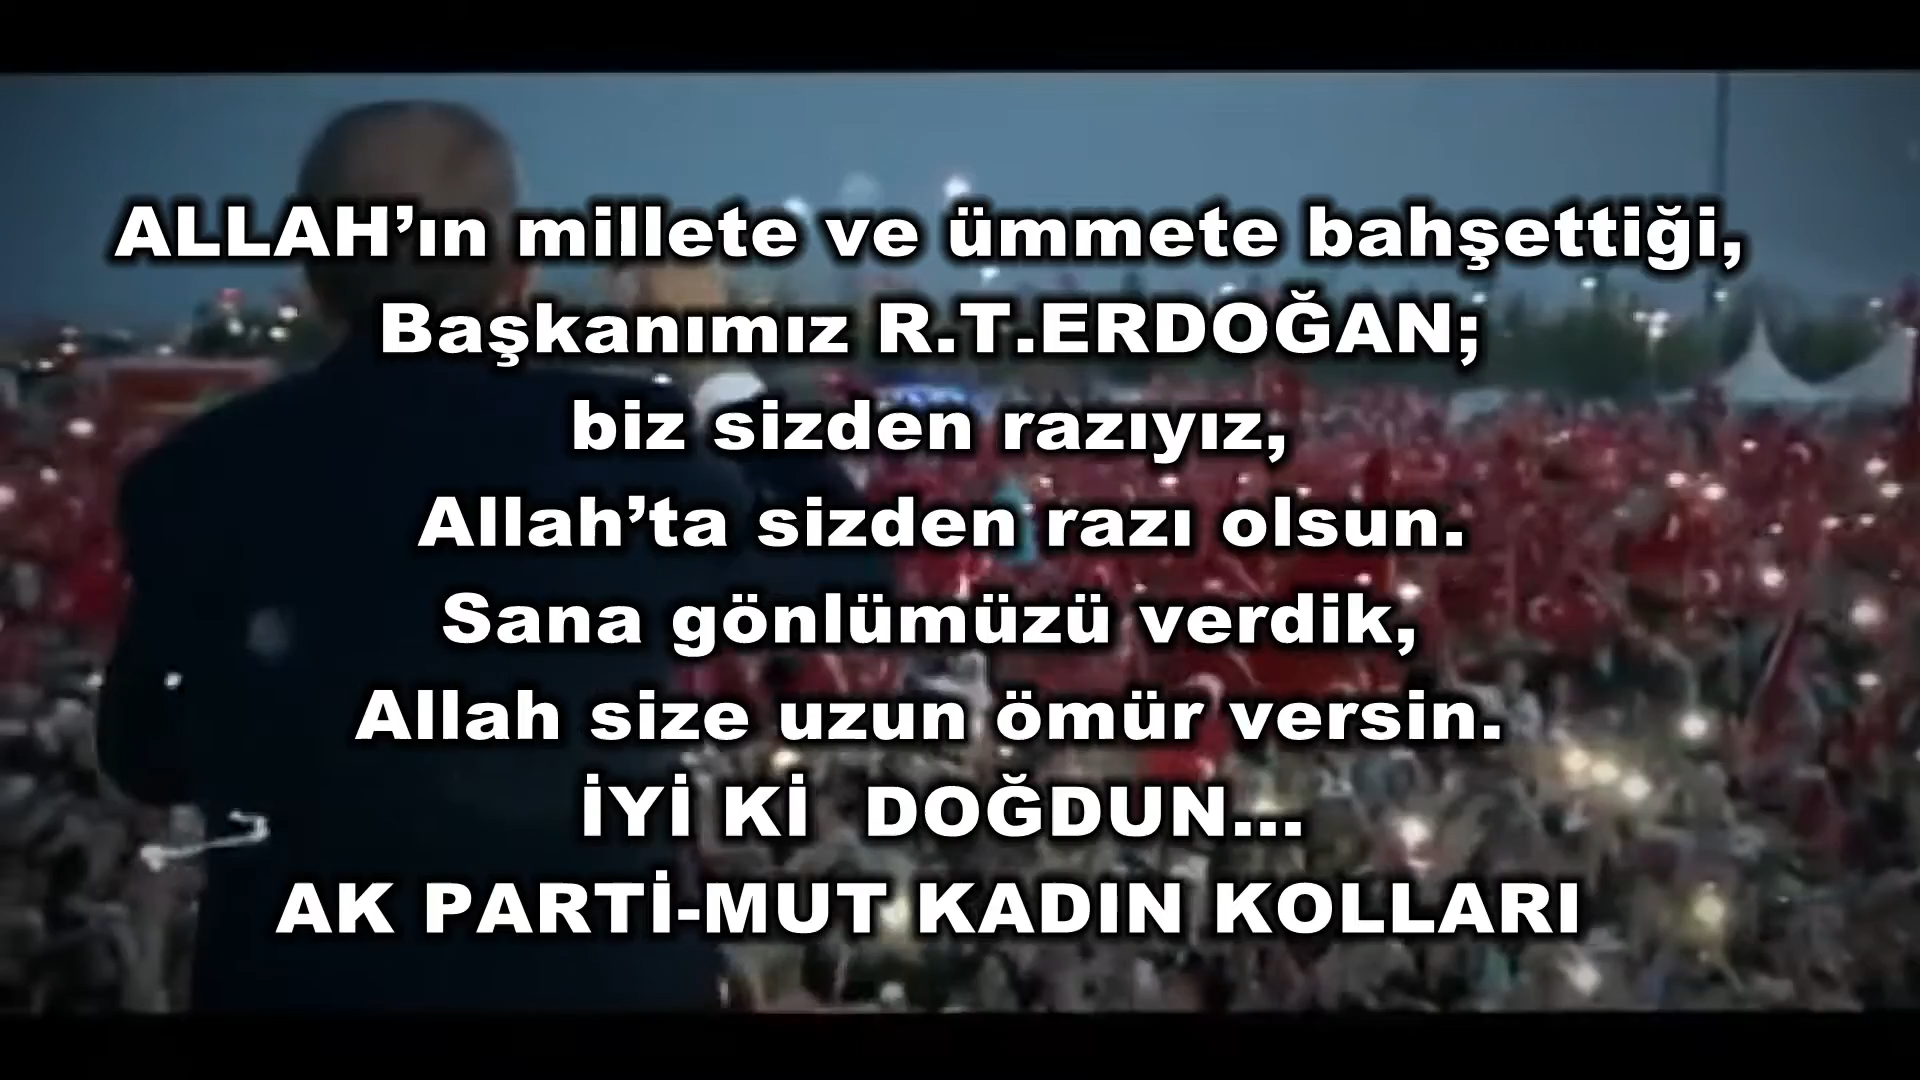 ALLAH’ın millete ve ümmete bahşettiği,
Başkanımız R.T.ERDOĞAN;
biz sizden razıyız,
Allah’ta sizden razı olsun.
Sana gönlümüzü verdik,
Allah size uzun ömür versin.
İYİ Kİ  DOĞDUN...
AK PARTİ-MUT KADIN KOLLARI